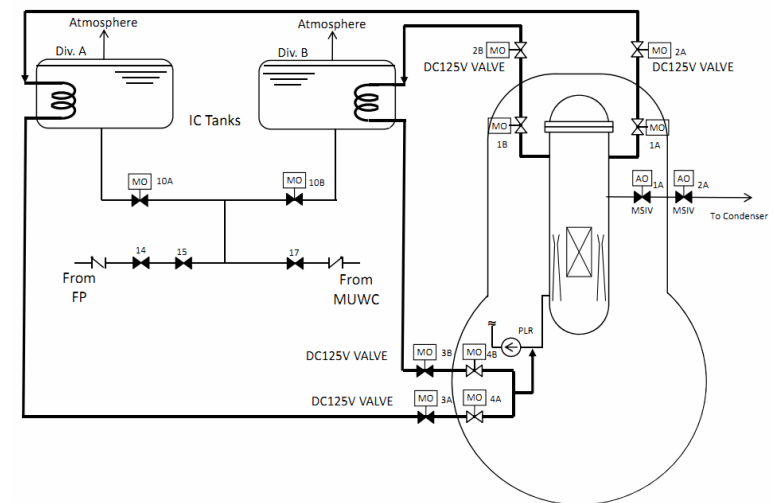 Atmosphere
Atmosphere
Div. A
Div. B
2B
MO
MO
2A
DC125V VALVE
DC125V VALVE
IC Tanks
MO
1B
MO
1A
MO
10A
MO
10B
AO
1A
AO
2A
MSIV
MSIV
To Condenser
14
15
17
From
FP
From
MUWC
≈
PLR
DC125V VALVE
MO
3B
MO
4B
DC125V VALVE
MO
3A
MO
4A